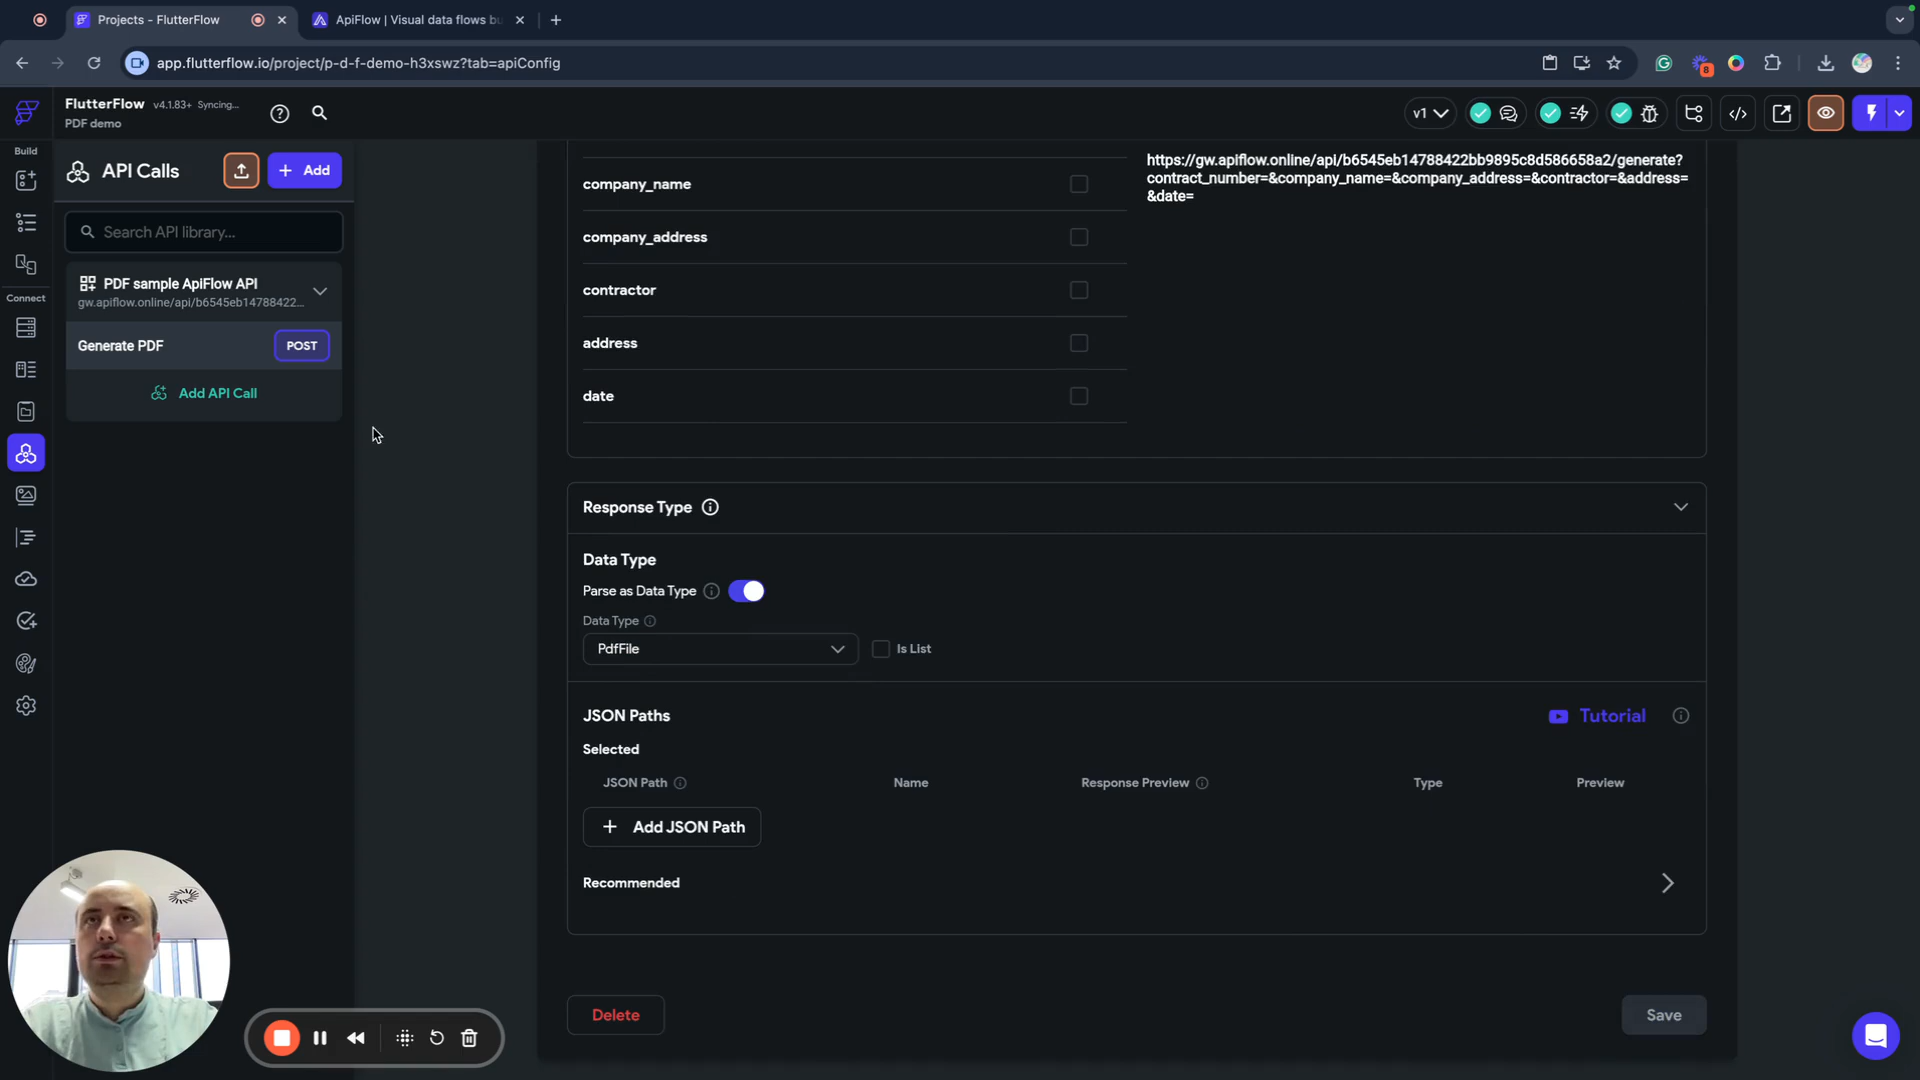 Projects - FlutterFlow
ApiFlow | Visual data flows bu
app.flutterflow.io/project/p-d-f-demo-h3xswz?tab=apiConfig
8
FlutterFlow v4.1.83+ Syncing...
PDF demo
v1
Build
API Calls
Add
Search API library...
PDF sample ApiFlow API
gw.apiflow.online/api/b6545eb14788422...
Connect
Generate PDF
POST
Add API Call
company_name
company_address
contractor
address
date
https://gw.apiflow.online/api/b6545eb14788422bb9895c8d586658a2/generate?
contract_number=&company_name=&company_address=&contractor=&address=
&date=
Response Type
Data Type
Parse as Data Type
Data Type
PdfFile
Is List
JSON Paths
Tutorial
Selected
JSON Path
Name
Response Preview
Type
Preview
Add JSON Path
Recommended
Delete
Save